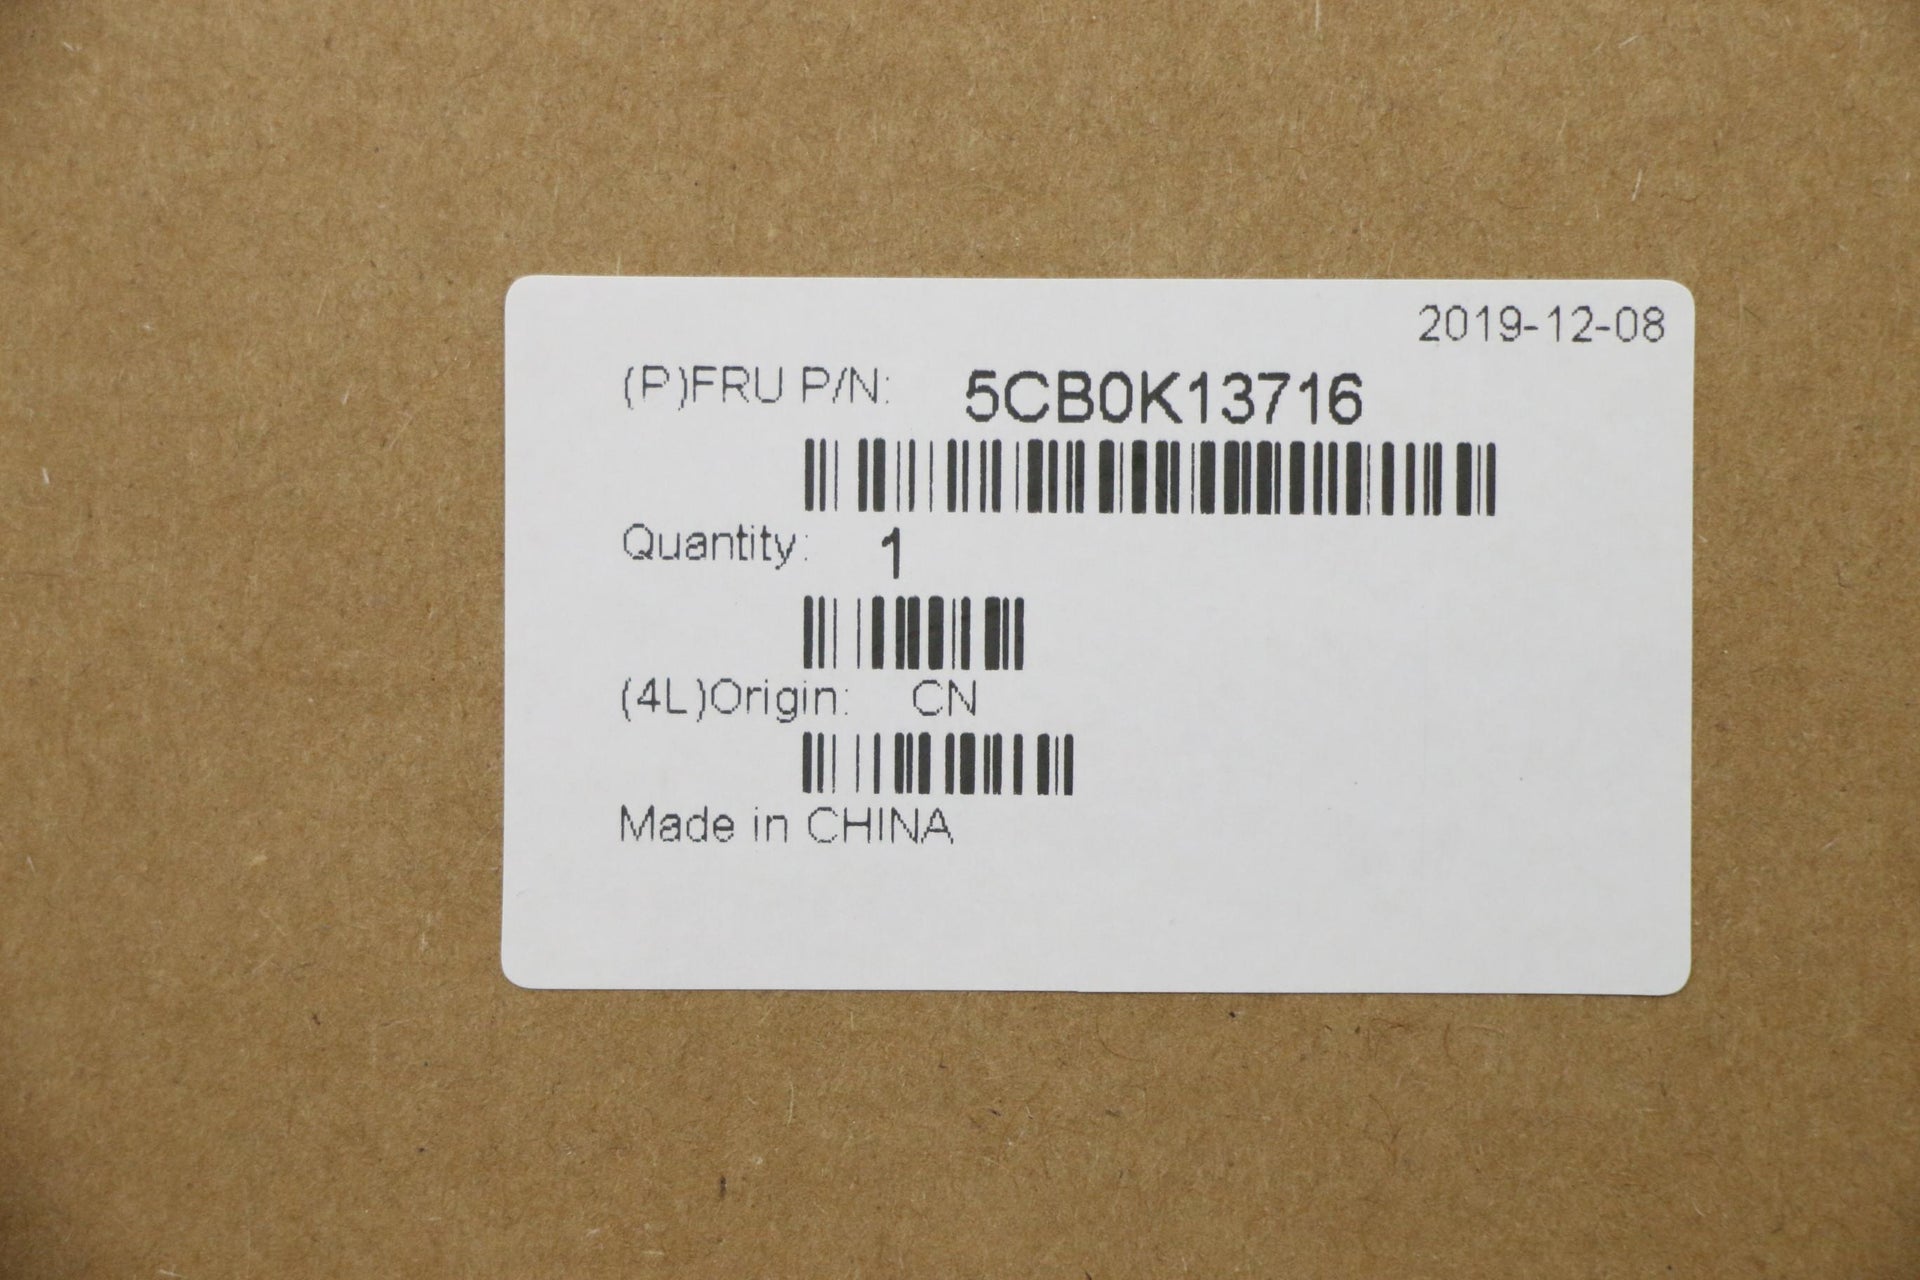 2019-12-08
(P)FRU P/N: 5CB0K13716
Quantity: 1
(4L)Origin: CN
Made in CHINA